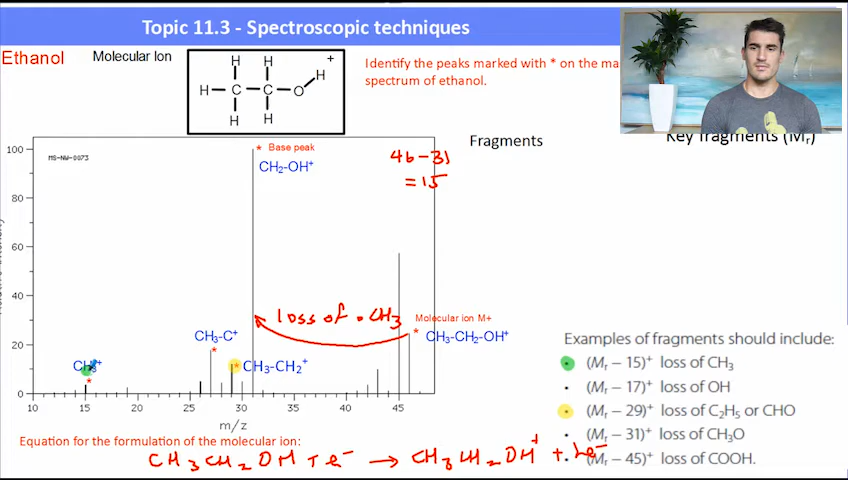 Topic 11.3 - Spectroscopic techniques
Ethanol
Molecular Ion
+
H H
H
H C C O
H H
Identify the peaks marked with * on the ma
spectrum of ethanol.
Fragments
Key fragments (Mr)
100
MS-NW-0073
* Base peak
CH2-OH+
46-31
=15
80
60
40
loss of •CH3
Molecular ion M+
* CH3-CH2-OH+
CH3-C+
*
20
* CH3-CH2+
CH3+
*
0
10 15 20 25 30 35 40 45
m/z
Examples of fragments should include:
• (Mr – 15)+ loss of CH3
• (Mr – 17)+ loss of OH
• (Mr – 29)+ loss of C2H5 or CHO
• (Mr – 31)+ loss of CH3O
• (Mr – 45)+ loss of COOH.
Equation for the formulation of the molecular ion:
CH3CH2OH + e- → CH3CH2OH+ + 2e-